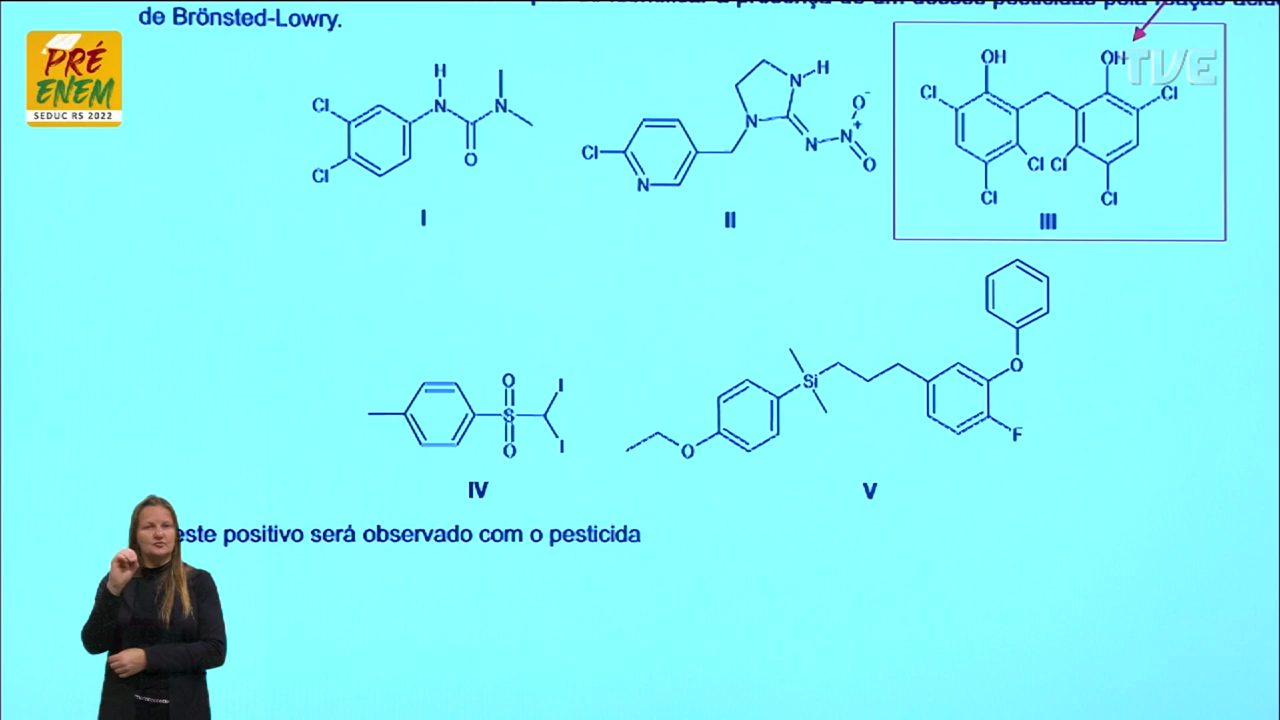 de Brönsted-Lowry.
PRÉ
ENEM
SEDUC RS 2022
TVE
Cl
Cl
H
N
N
O
I
Cl
N
N
N
H
N
N
+
O
-
O
II
OH
OH
Cl
Cl
Cl
Cl
Cl
Cl
III
O
S
O
I
I
IV
O
Si
O
F
V
este positivo será observado com o pesticida